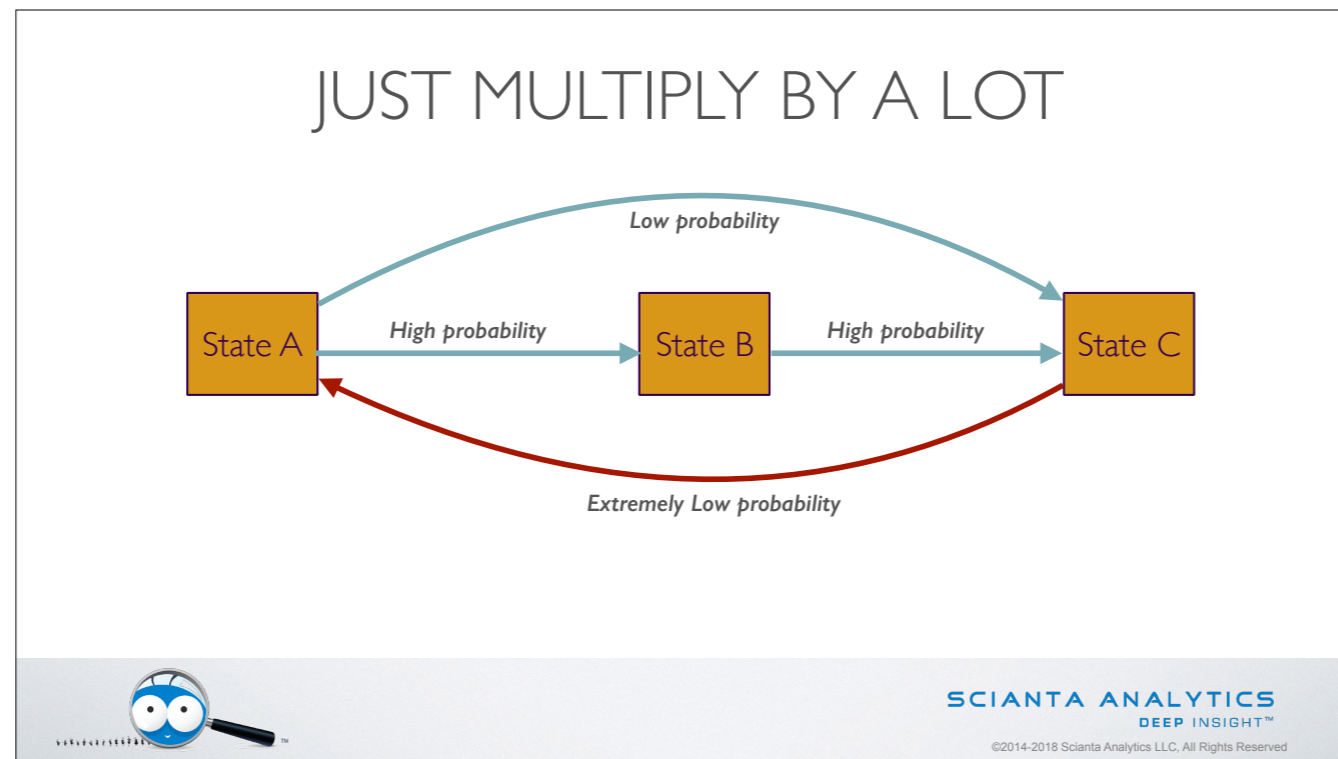 JUST MULTIPLY BY A LOT
Low probability
State A
High probability
State B
High probability
State C
Extremely Low probability
™
SCIANTA ANALYTICS
DEEP INSIGHT™
©2014-2018 Scianta Analytics LLC, All Rights Reserved